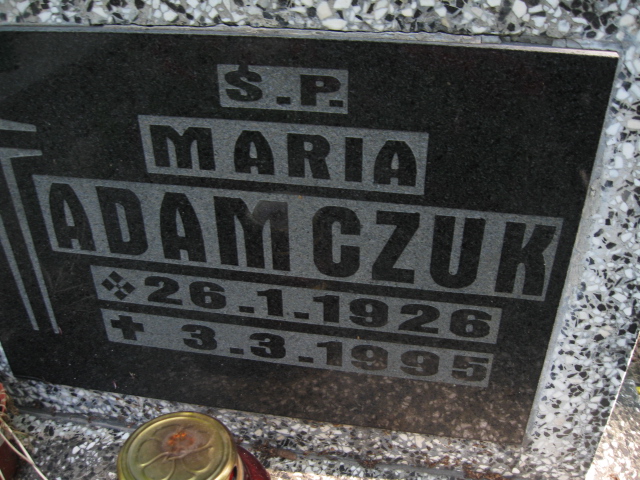 Ś.P.
MARIA
ADAMCZUK
26.1.1926
✝ 3.3.1995